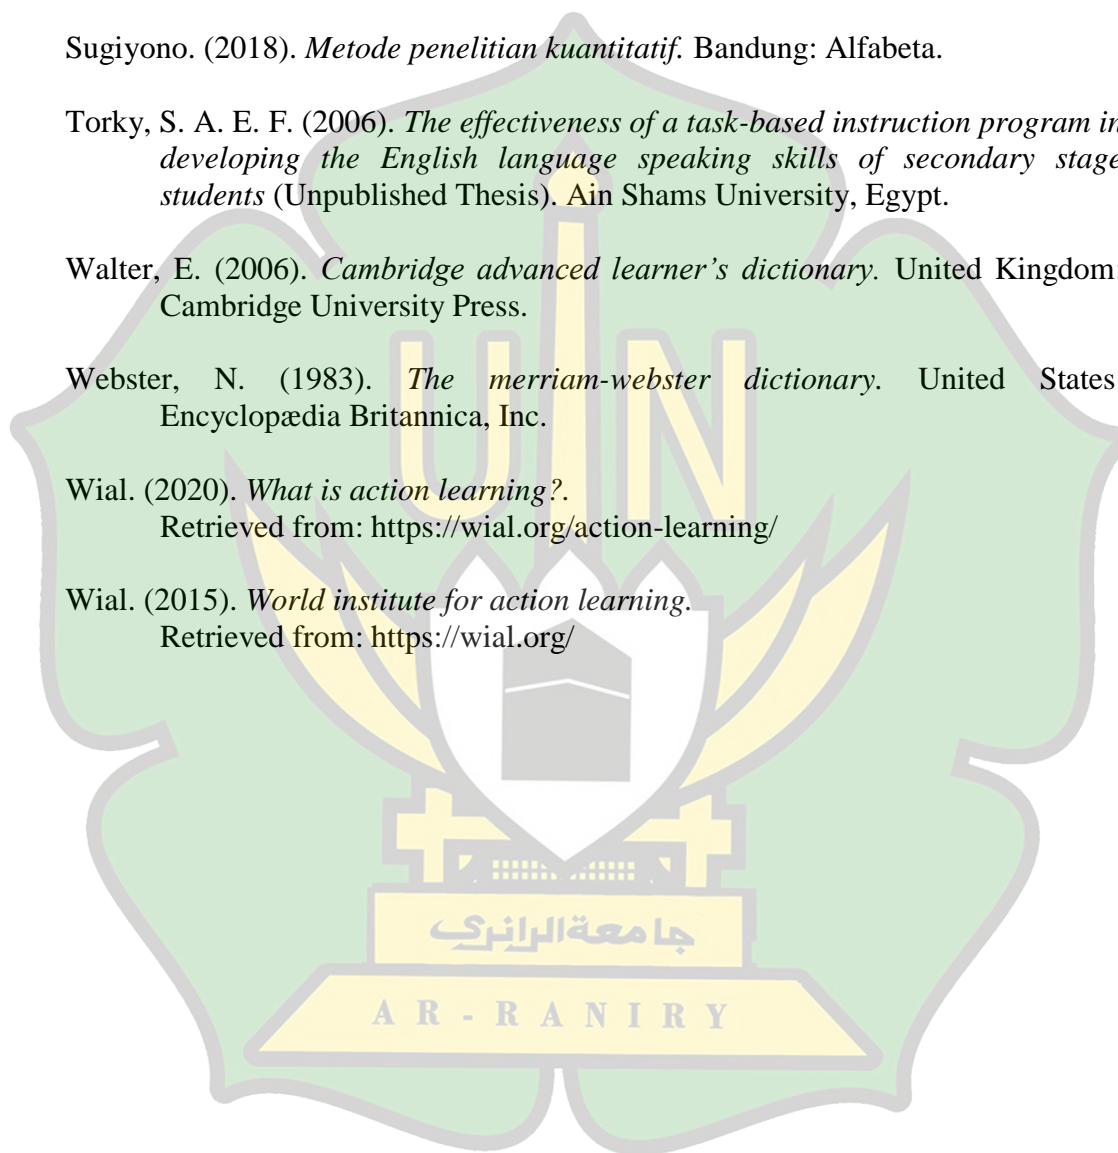 Sugiyono. (2018). Metode penelitian kuantitatif. Bandung: Alfabeta.
Torky, S. A. E. F. (2006). The effectiveness of a task-based instruction program in
developing the English language speaking skills of secondary stage
students (Unpublished Thesis). Ain Shams University, Egypt.
Walter, E. (2006). Cambridge advanced learner’s dictionary. United Kingdom:
Cambridge University Press.
Webster, N. (1983). The merriam-webster dictionary. United States
Encyclopædia Britannica, Inc.
Wial. (2020). What is action learning?.
Retrieved from: https://wial.org/action-learning/
Wial. (2015). World institute for action learning.
Retrieved from: https://wial.org/
UIN
جامعة الرانري
AR-RANIRY